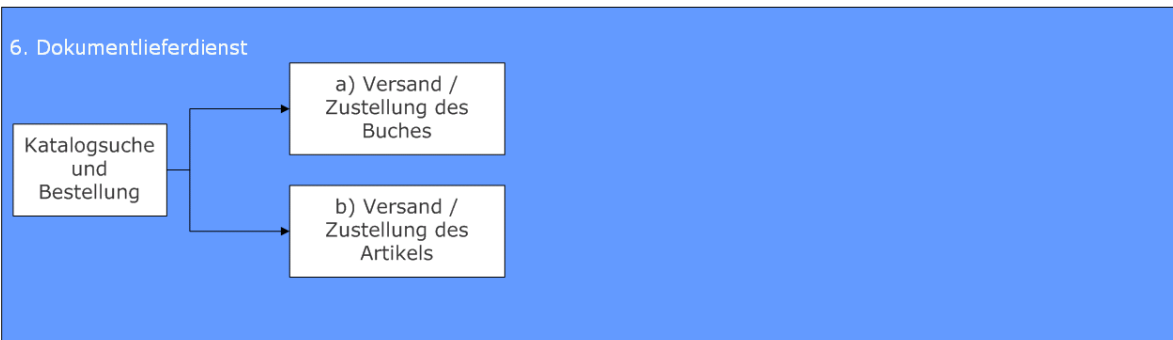 6. Dokumentlieferdienst
a) Versand /
Zustellung des
Buches
Katalogsuche
und
Bestellung
b) Versand /
Zustellung des
Artikels